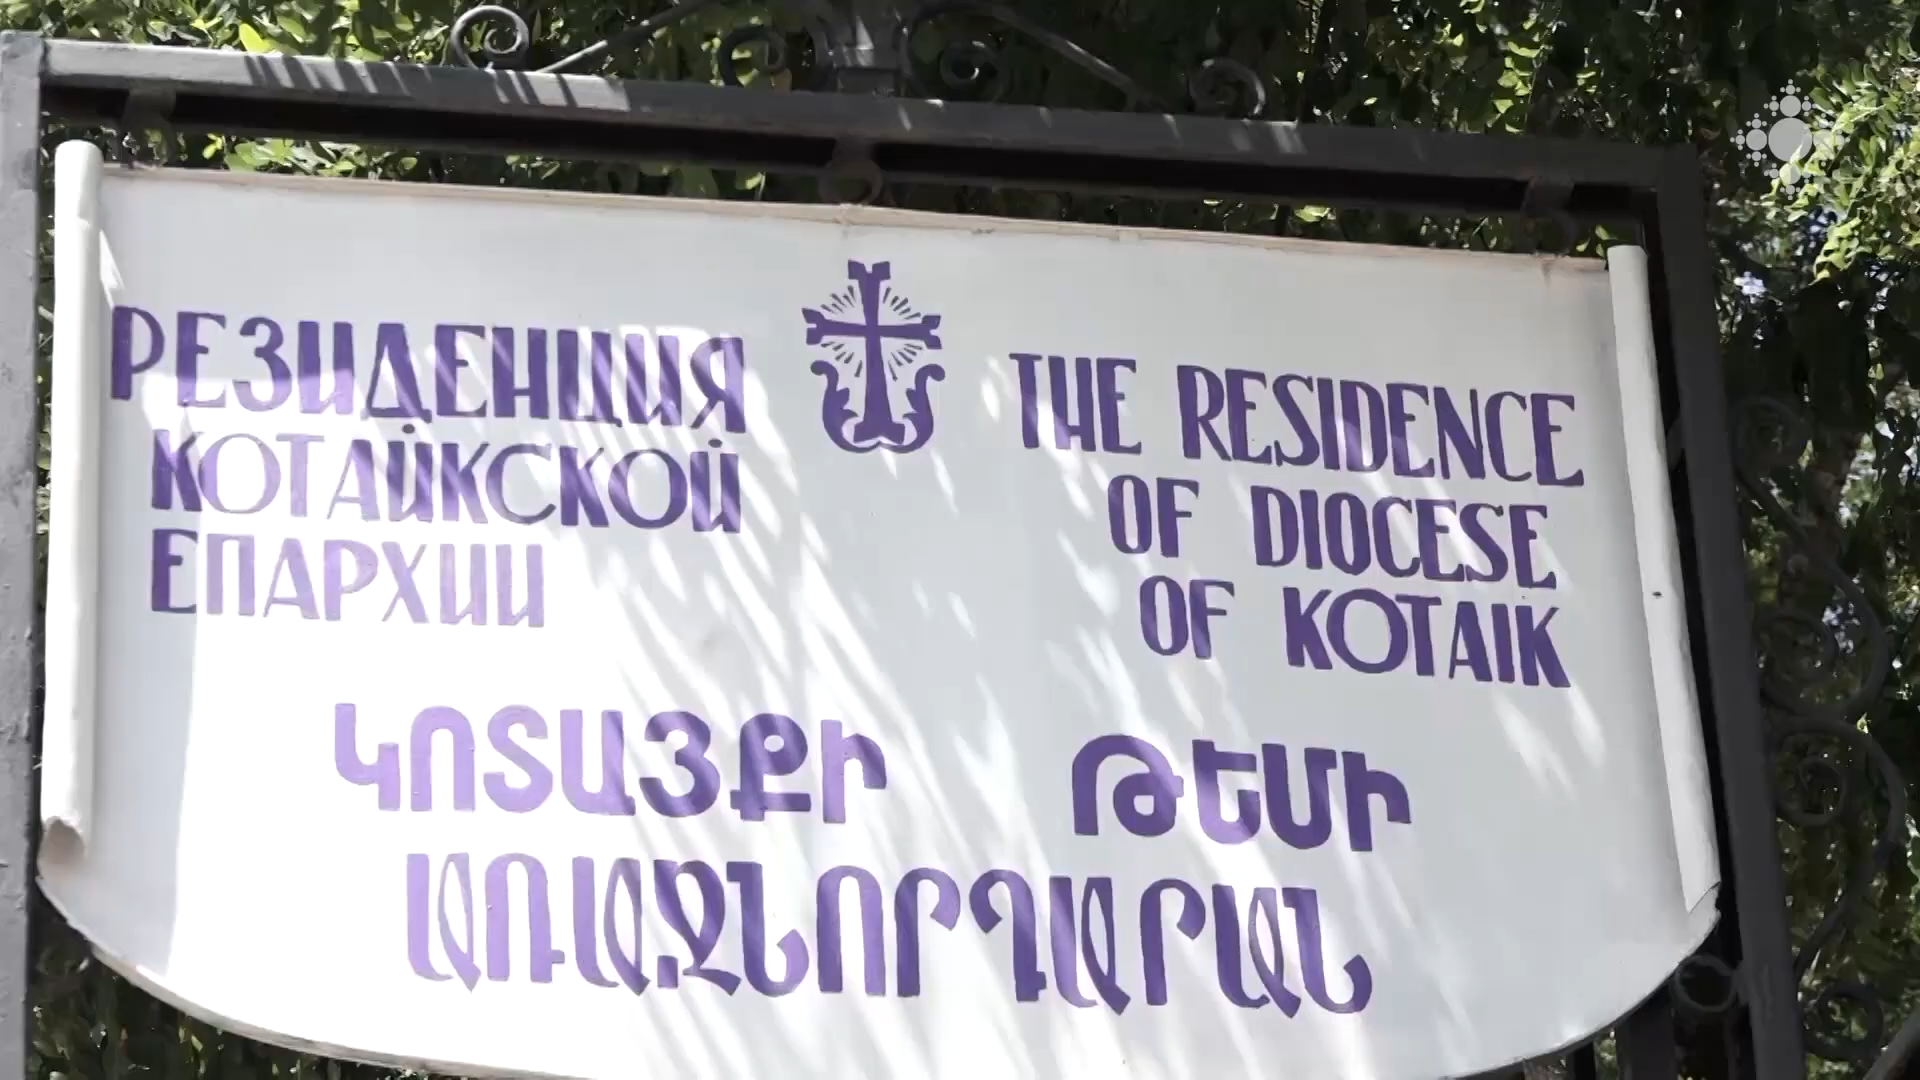 РЕЗИДЕНЦИЯ
КОТАЙКСКОЙ
ЕПАРХИИ
THE RESIDENCE
OF DIOCESE
OF KOTAIK
ԿՈՏԱՅՔԻ ԹԵՄԻ
ԱՌԱՋՆՈՐԴԱՐԱՆ